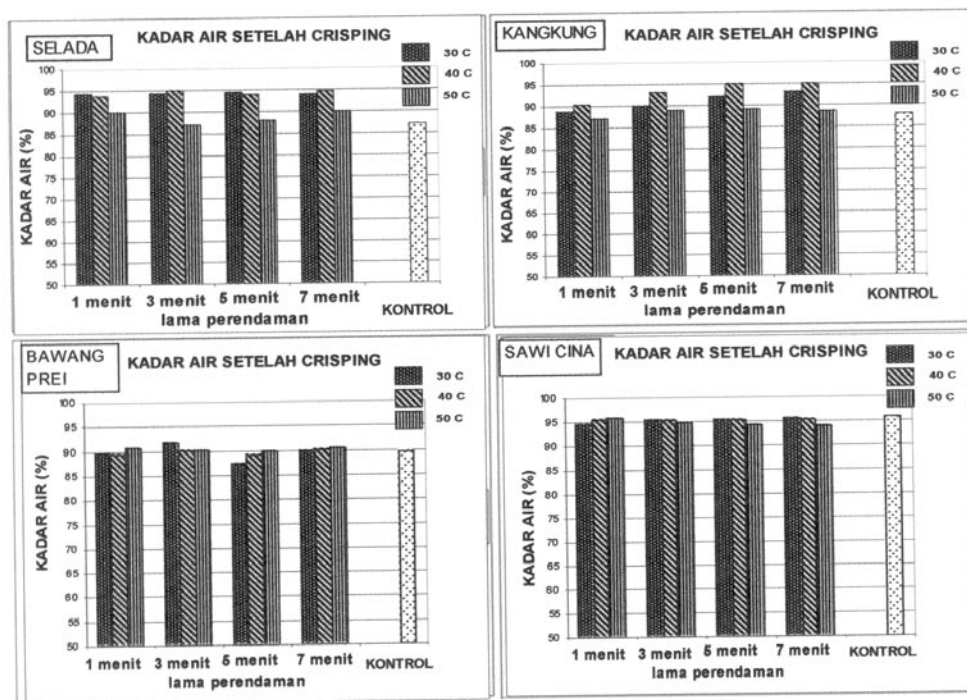 SELADA
KADAR AIR SETELAH CRISPING
30 C
40 C
50 C
KADAR AIR (%)
100
95
90
85
80
75
70
65
60
55
50
1 menit 3 menit 5 menit 7 menit KONTROL
lama perendaman
KANGKUNG
KADAR AIR SETELAH CRISPING
30 C
40 C
50 C
KADAR AIR (%)
100
95
90
85
80
75
70
65
60
55
50
1 menit 3 menit 5 menit 7 menit KONTROL
lama perendaman
BAWANG
PREI
KADAR AIR SETELAH CRISPING
30 C
40 C
50 C
KADAR AIR (%)
100
95
90
85
80
75
70
65
60
55
50
1 menit 3 menit 5 menit 7 menit KONTROL
lama perendaman
SAWI CINA
KADAR AIR SETELAH CRISPING
30 C
40 C
50 C
KADAR AIR (%)
100
95
90
85
80
75
70
65
60
55
50
1 menit 3 menit 5 menit 7 menit KONTROL
lama perendaman